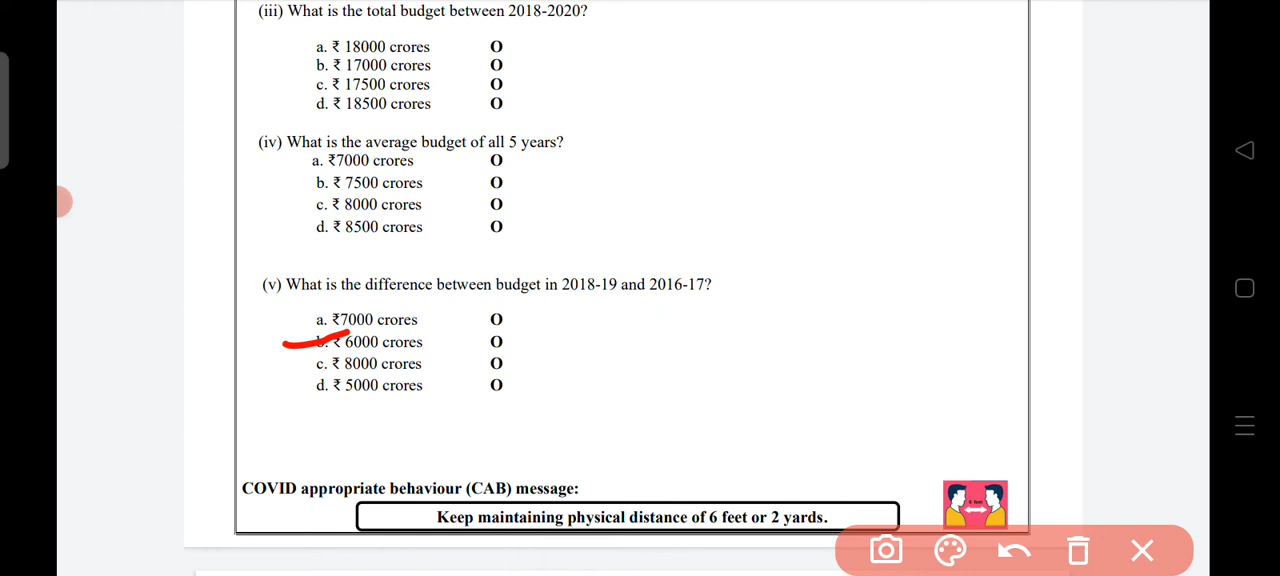 (iii) What is the total budget between 2018-2020?
a. ₹ 18000 crores O
b. ₹ 17000 crores O
c. ₹ 17500 crores O
d. ₹ 18500 crores O
(iv) What is the average budget of all 5 years?
a. ₹7000 crores O
b. ₹ 7500 crores O
c. ₹ 8000 crores O
d. ₹ 8500 crores O
(v) What is the difference between budget in 2018-19 and 2016-17?
a. ₹7000 crores O
b. ₹ 6000 crores O
c. ₹ 8000 crores O
d. ₹ 5000 crores O
COVID appropriate behaviour (CAB) message:
Keep maintaining physical distance of 6 feet or 2 yards.
6 feet